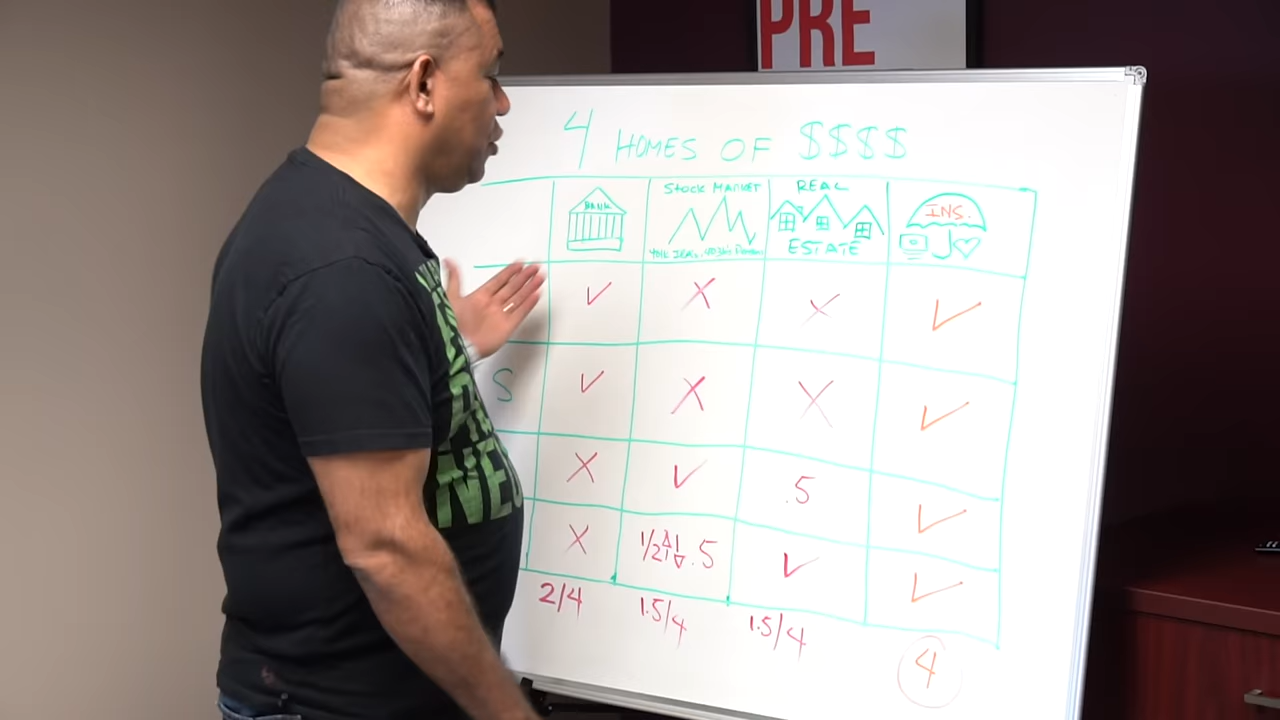 PRE
4 HOMES OF $$$$
BANK
STOCK MARKET
REAL
ESTATE
INS.
S
.5
1/2 .5
2/4
1.5/4
1.5/4
4